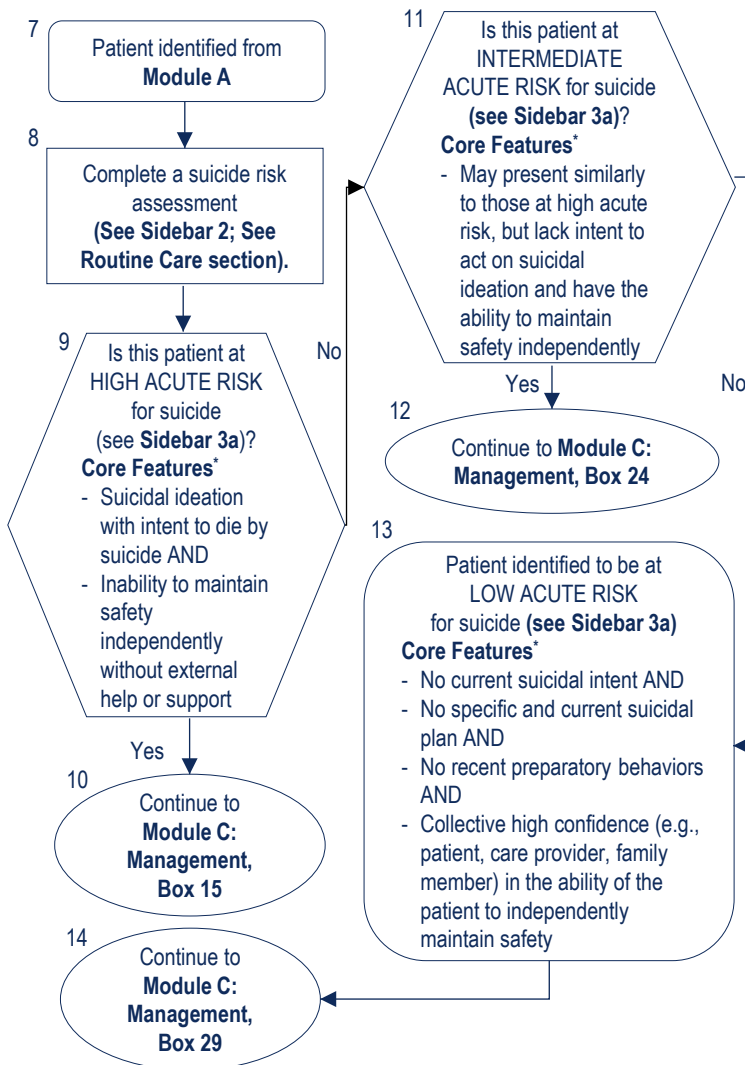 7
Patient identified from
Module A
8
Complete a suicide risk
assessment
(See Sidebar 2; See
Routine Care section).
9
Is this patient at
HIGH ACUTE RISK
for suicide
(see Sidebar 3a)?
Core Features*
- Suicidal ideation
with intent to die by
suicide AND
- Inability to maintain
safety
independently
without external
help or support
No
Yes
10
Continue to
Module C:
Management,
Box 15
11
Is this patient at
INTERMEDIATE
ACUTE RISK for suicide
(see Sidebar 3a)?
Core Features*
- May present similarly
to those at high acute
risk, but lack intent to
act on suicidal
ideation and have the
ability to maintain
safety independently
Yes
No
12
Continue to Module C:
Management, Box 24
13
Patient identified to be at
LOW ACUTE RISK
for suicide (see Sidebar 3a)
Core Features*
- No current suicidal intent AND
- No specific and current suicidal
plan AND
- No recent preparatory behaviors
AND
- Collective high confidence (e.g.,
patient, care provider, family
member) in the ability of the
patient to independently
maintain safety
14
Continue to
Module C:
Management,
Box 29